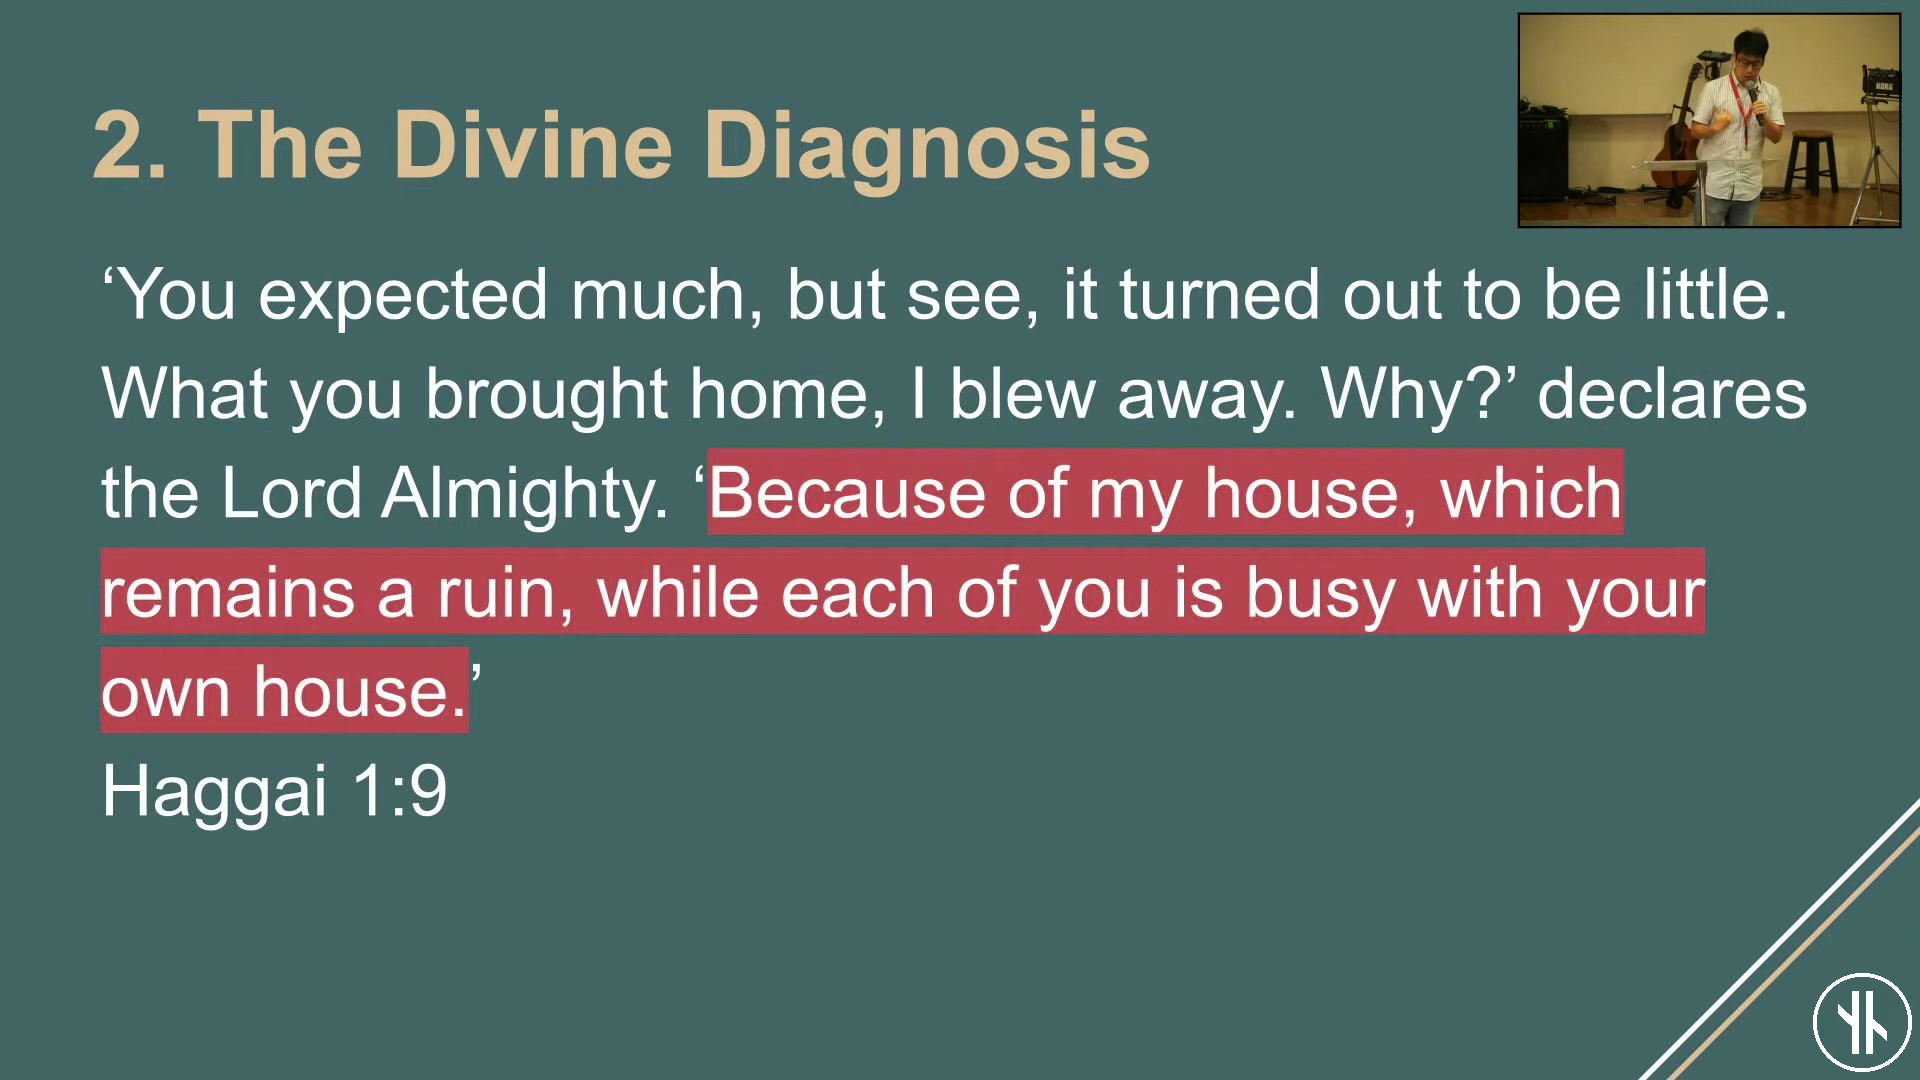 2. The Divine Diagnosis
‘You expected much, but see, it turned out to be little.
What you brought home, I blew away. Why?’ declares
the Lord Almighty. ‘Because of my house, which
remains a ruin, while each of you is busy with your
own house.’
Haggai 1:9
KORG